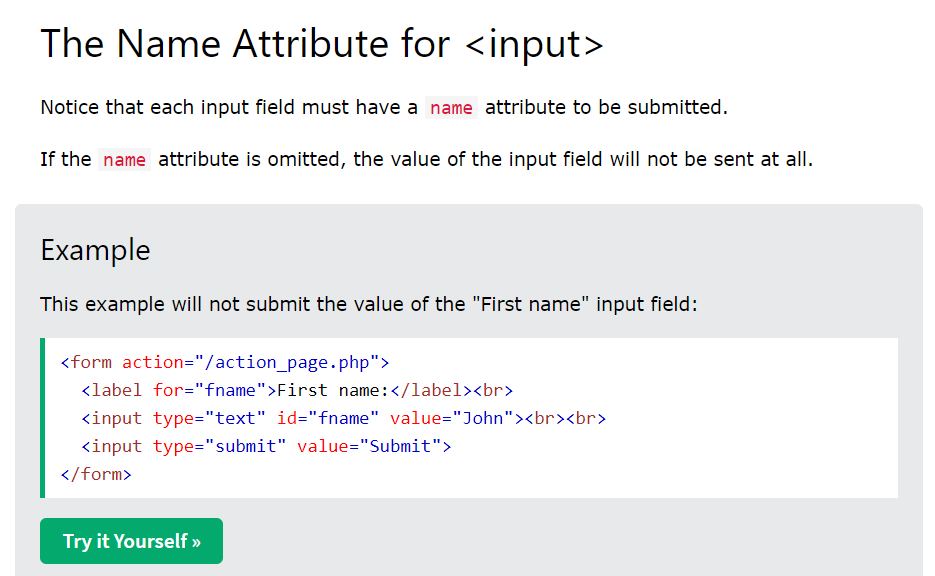 The Name Attribute for <input>
Notice that each input field must have a name attribute to be submitted.
If the name attribute is omitted, the value of the input field will not be sent at all.
Example
This example will not submit the value of the "First name" input field:
<form action="/action_page.php">
  <label for="fname">First name:</label><br>
  <input type="text" id="fname" value="John"><br><br>
  <input type="submit" value="Submit">
</form>
Try it Yourself »